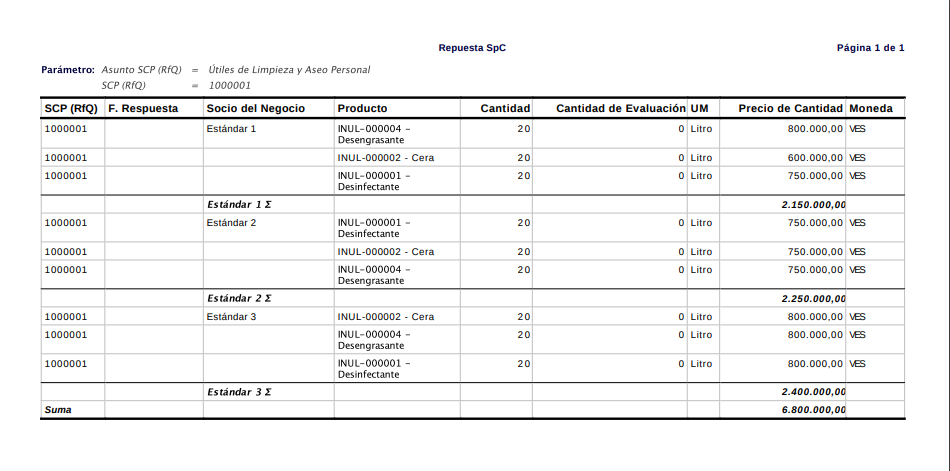 Repuesta SpC
Página 1 de 1
Parámetro: Asunto SCP (RfQ) = Útiles de Limpieza y Aseo Personal
SCP (RfQ) = 1000001
SCP (RfQ) F. Respuesta Socio del Negocio Producto Cantidad Cantidad de Evaluación UM Precio de Cantidad Moneda
1000001 Estándar 1 INUL-000004 - 20 0 Litro 800.000,00 VES
Desengrasante
1000001 INUL-000002 - Cera 20 0 Litro 600.000,00 VES
1000001 INUL-000001 - 20 0 Litro 750.000,00 VES
Desinfectante
Estándar 1 Σ 2.150.000,00
1000001 Estándar 2 INUL-000001 - 20 0 Litro 750.000,00 VES
Desinfectante
1000001 INUL-000002 - Cera 20 0 Litro 750.000,00 VES
1000001 INUL-000004 - 20 0 Litro 750.000,00 VES
Desengrasante
Estándar 2 Σ 2.250.000,00
1000001 Estándar 3 INUL-000002 - Cera 20 0 Litro 800.000,00 VES
1000001 INUL-000004 - 20 0 Litro 800.000,00 VES
Desengrasante
1000001 INUL-000001 - 20 0 Litro 800.000,00 VES
Desinfectante
Estándar 3 Σ 2.400.000,00
Suma 6.800.000,00